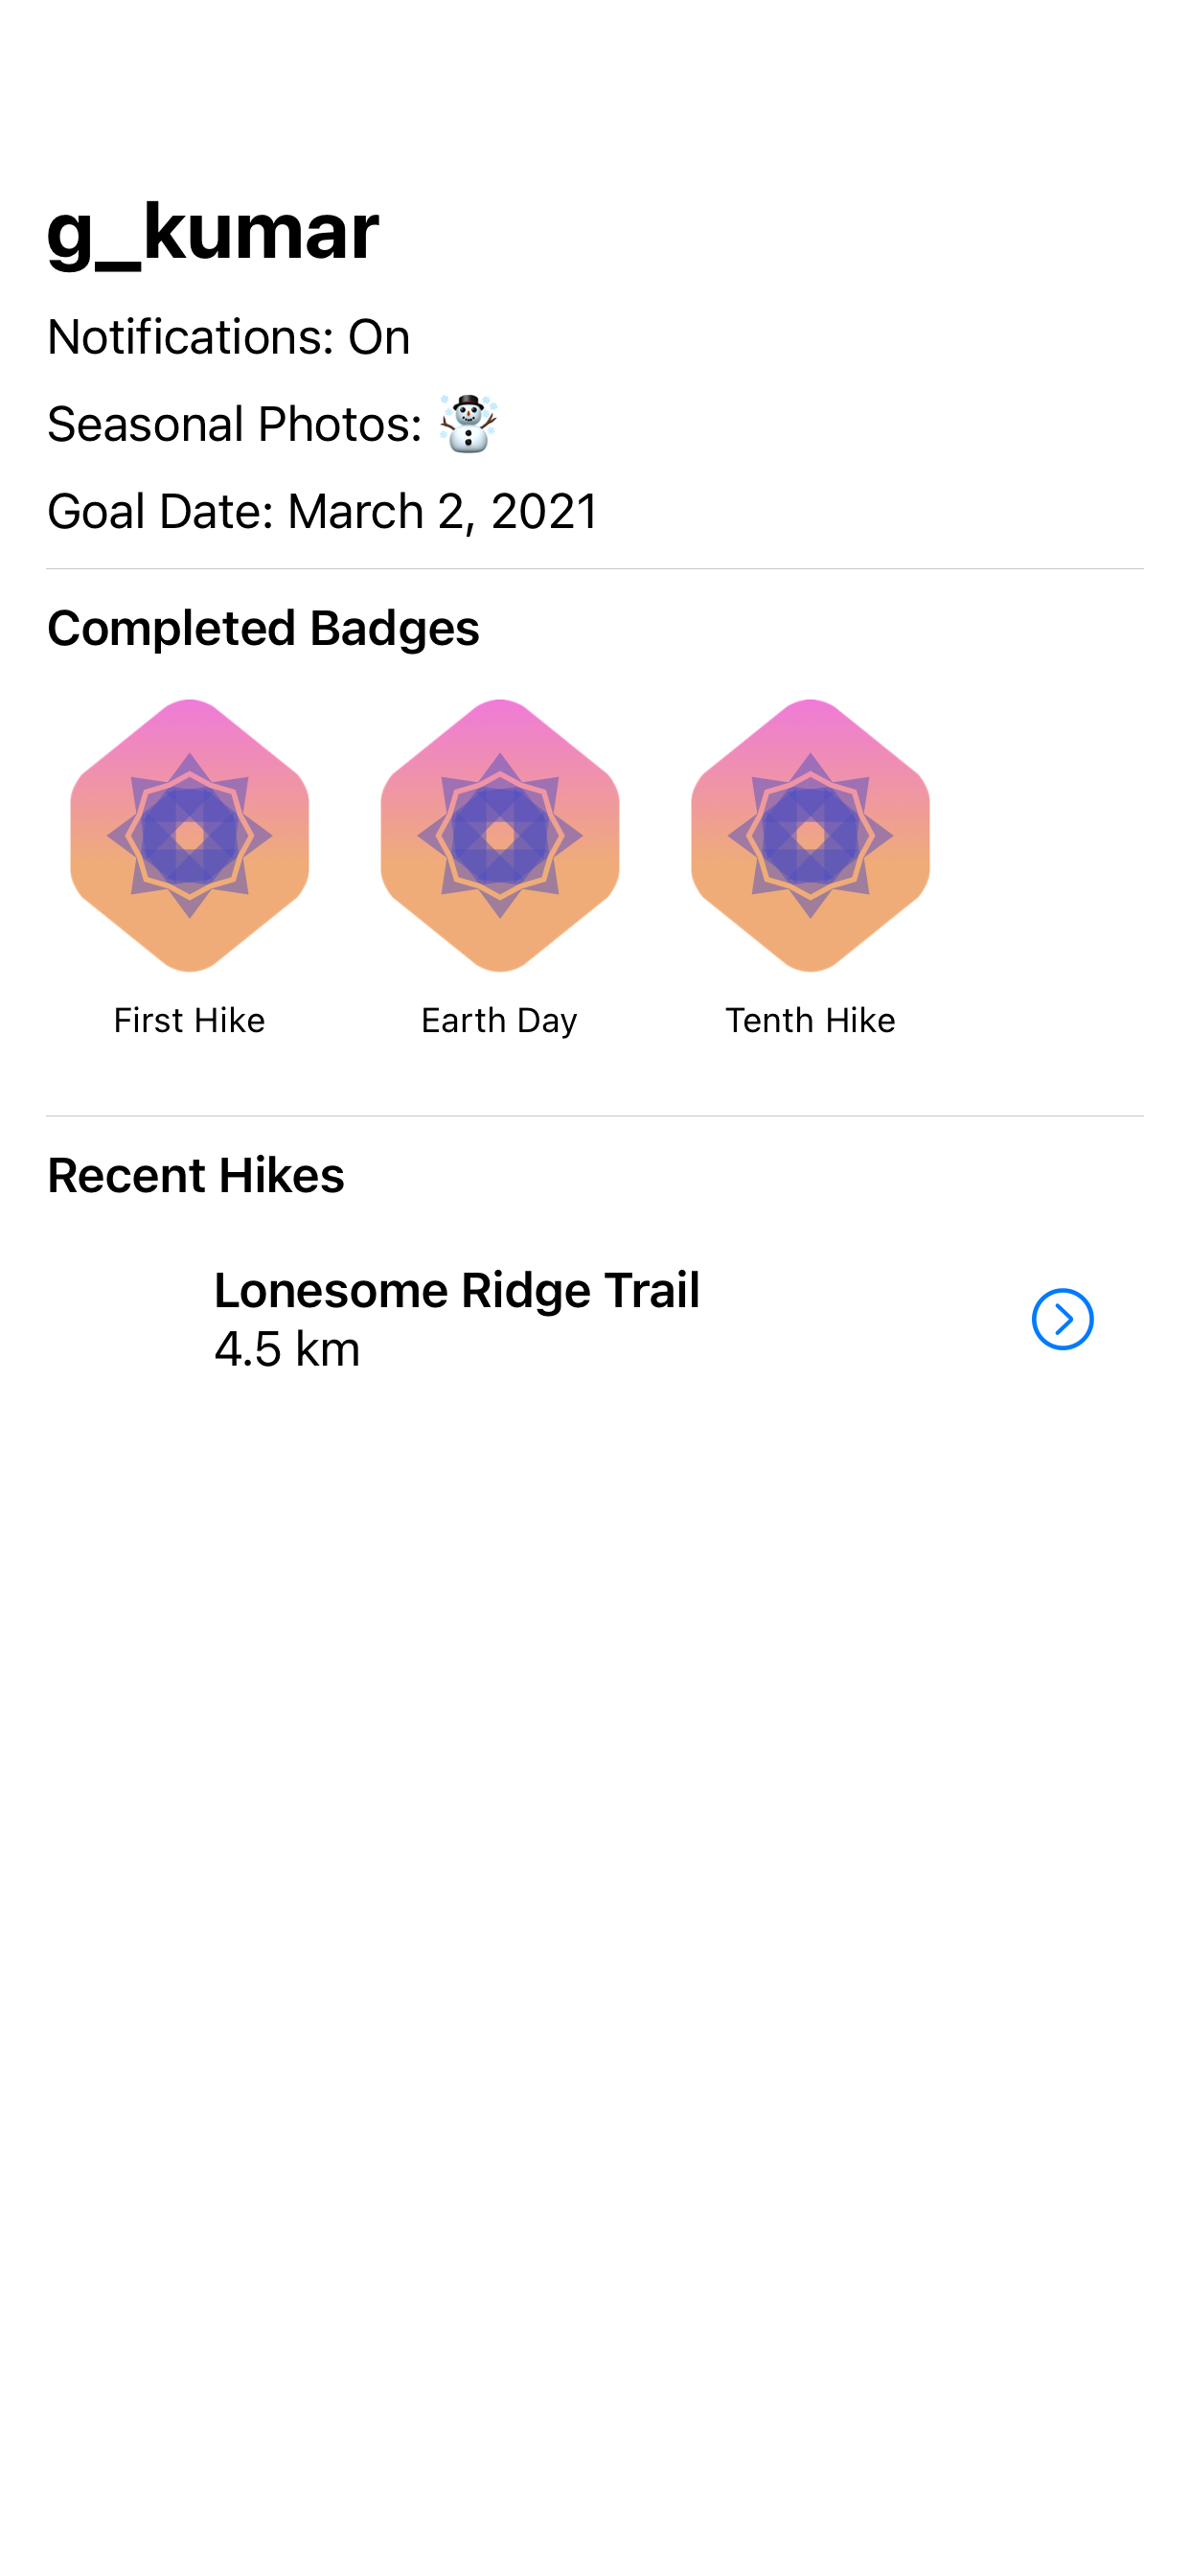 g_kumar
Notifications: On
Seasonal Photos: ☃️
Goal Date: March 2, 2021
Completed Badges
First Hike
Earth Day
Tenth Hike
Recent Hikes
Lonesome Ridge Trail
4.5 km